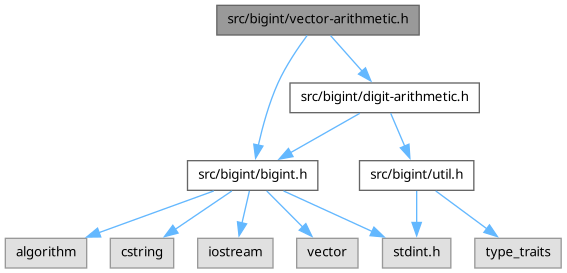 src/bigint/vector-arithmetic.h
src/bigint/digit-arithmetic.h
src/bigint/bigint.h
src/bigint/util.h
algorithm
cstring
iostream
vector
stdint.h
type_traits